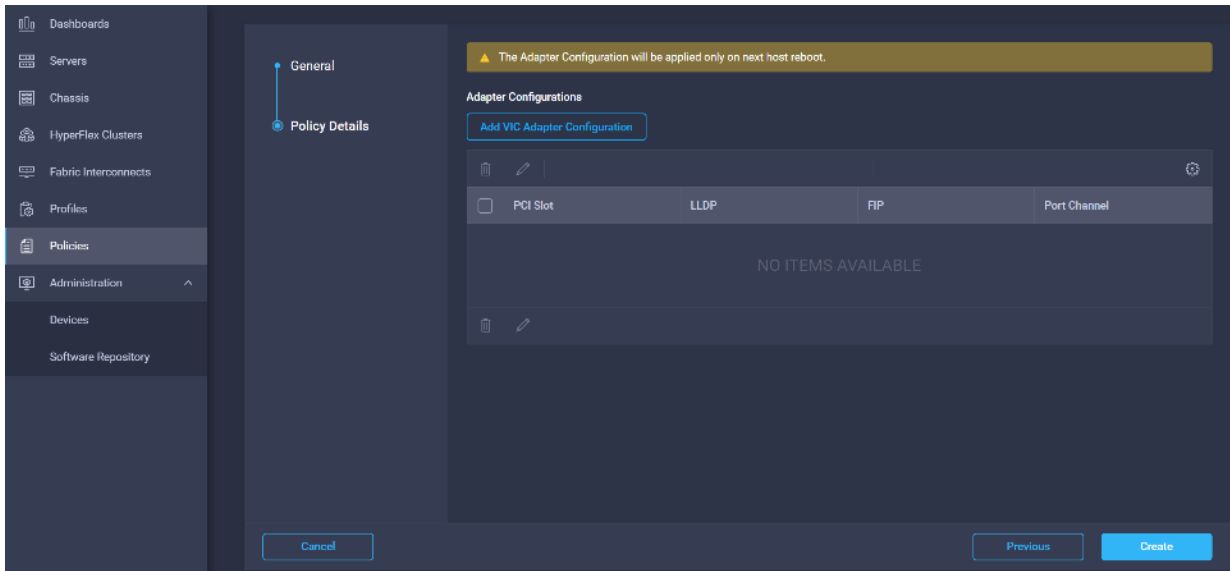 Dashboards
Servers
Chassis
HyperFlex Clusters
Fabric Interconnects
Profiles
Policies
Administration
Devices
Software Repository
General
Policy Details
The Adapter Configuration will be applied only on next host reboot.
Adapter Configurations
Add VIC Adapter Configuration
PCI Slot LLDP FIP Port Channel
NO ITEMS AVAILABLE
Cancel Previous Create